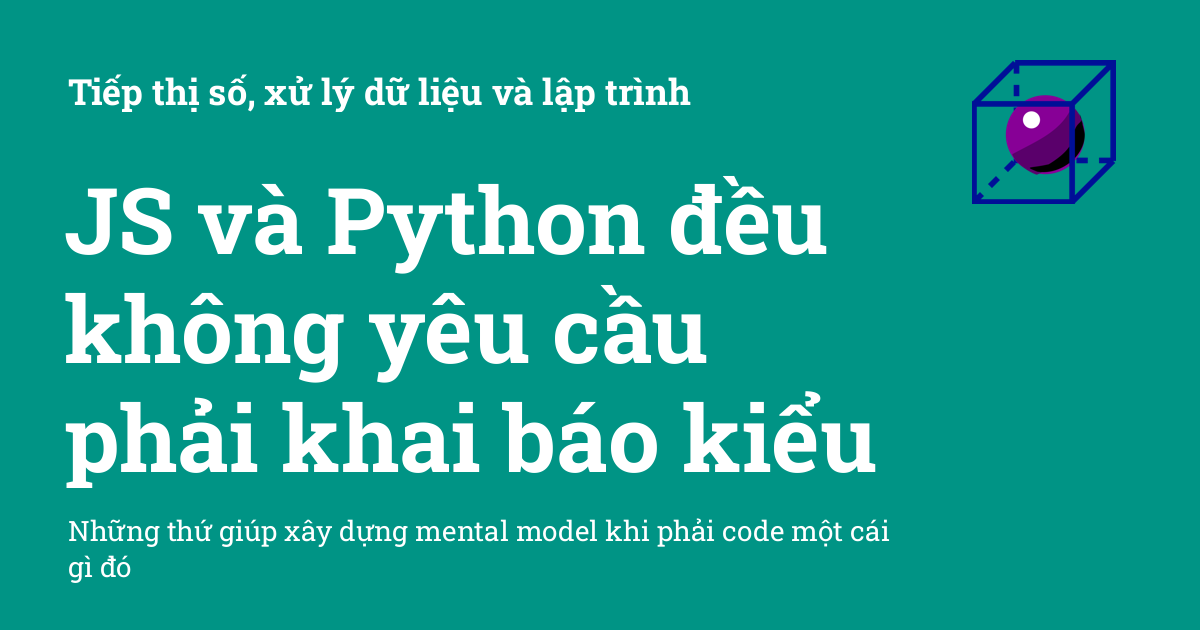 Tiếp thị số, xử lý dữ liệu và lập trình
JS và Python đều
không yêu cầu
phải khai báo kiểu
Những thứ giúp xây dựng mental model khi phải code một cái
gì đó